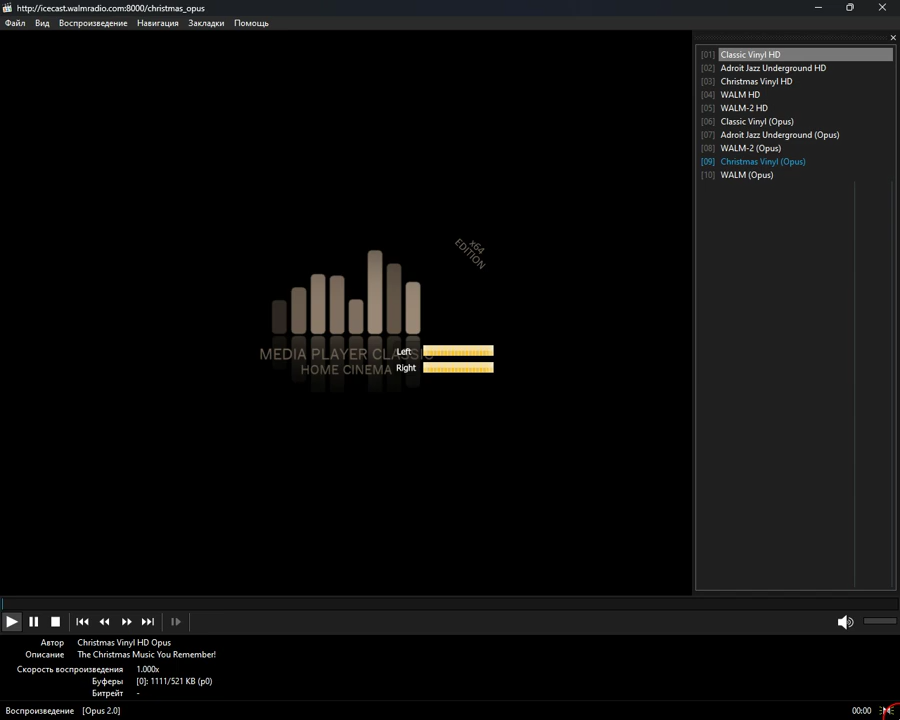 http://icecast.walmradio.com:8000/christmas_opus
Файл Вид Воспроизведение Навигация Закладки Помощь
[01] Classic Vinyl HD
[02] Adroit Jazz Underground HD
[03] Christmas Vinyl HD
[04] WALM HD
[05] WALM-2 HD
[06] Classic Vinyl (Opus)
[07] Adroit Jazz Underground (Opus)
[08] WALM-2 (Opus)
[09] Christmas Vinyl (Opus)
[10] WALM (Opus)
x64
EDITION
MEDIA PLAYER CLASSIC
HOME CINEMA
Left
Right
Автор Christmas Vinyl HD Opus
Описание The Christmas Music You Remember!
Скорость воспроизведения 1.000x
Буферы [0]: 1111/521 KB (p0)
Битрейт -
Воспроизведение [Opus 2.0]
00:00